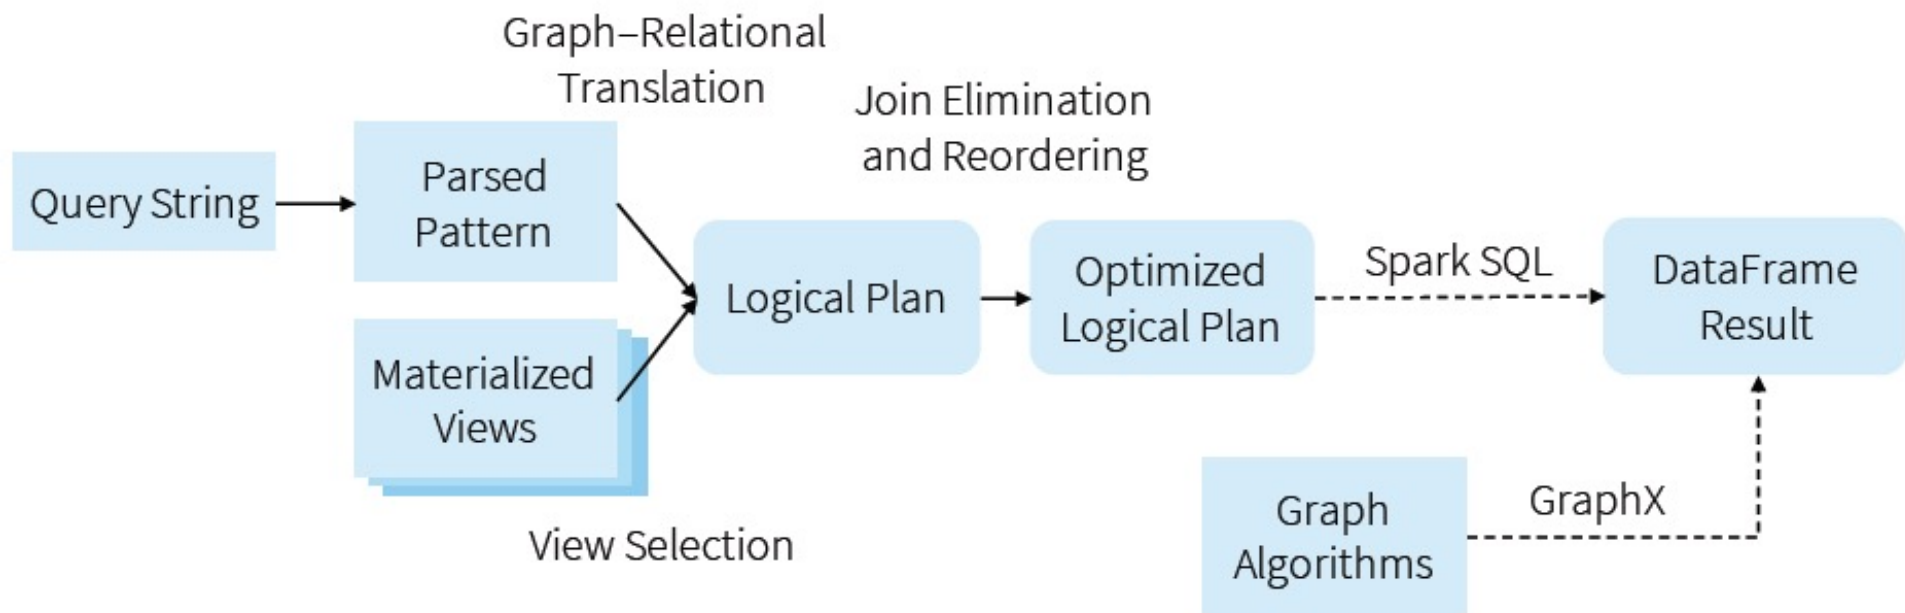 Graph–Relational
Translation
Join Elimination
and Reordering
Query String
Parsed
Pattern
Materialized
Views
View Selection
Logical Plan
Optimized
Logical Plan
Spark SQL
DataFrame
Result
Graph
Algorithms
GraphX